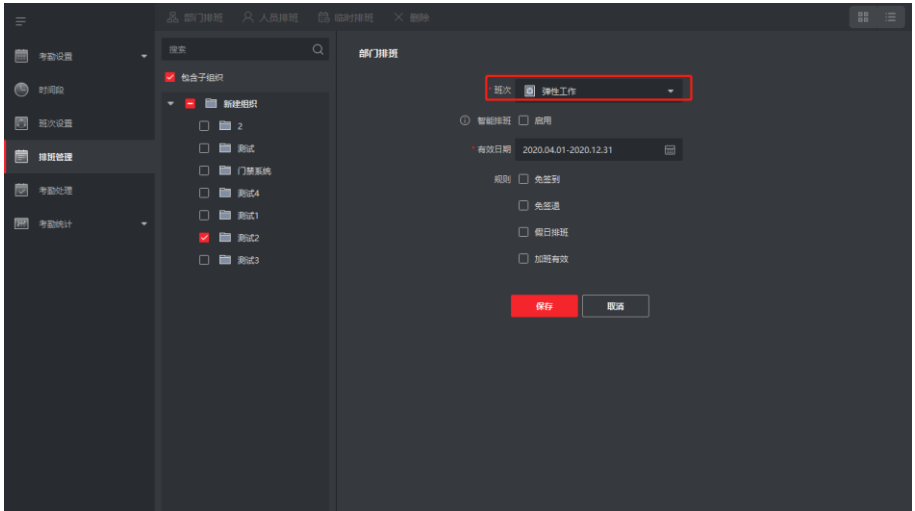 部门排班 人员排班 临时排班 删除
考勤设置
时间段
班次设置
排班管理
考勤处理
考勤统计
搜索
包含子组织
新建组织
2
测试
门禁系统
测试4
测试1
测试2
测试3
部门排班
*班次 弹性工作
智能排班 启用
*有效日期 2020.04.01-2020.12.31
规则 免签到
免签退
假日排班
加班有效
保存 取消